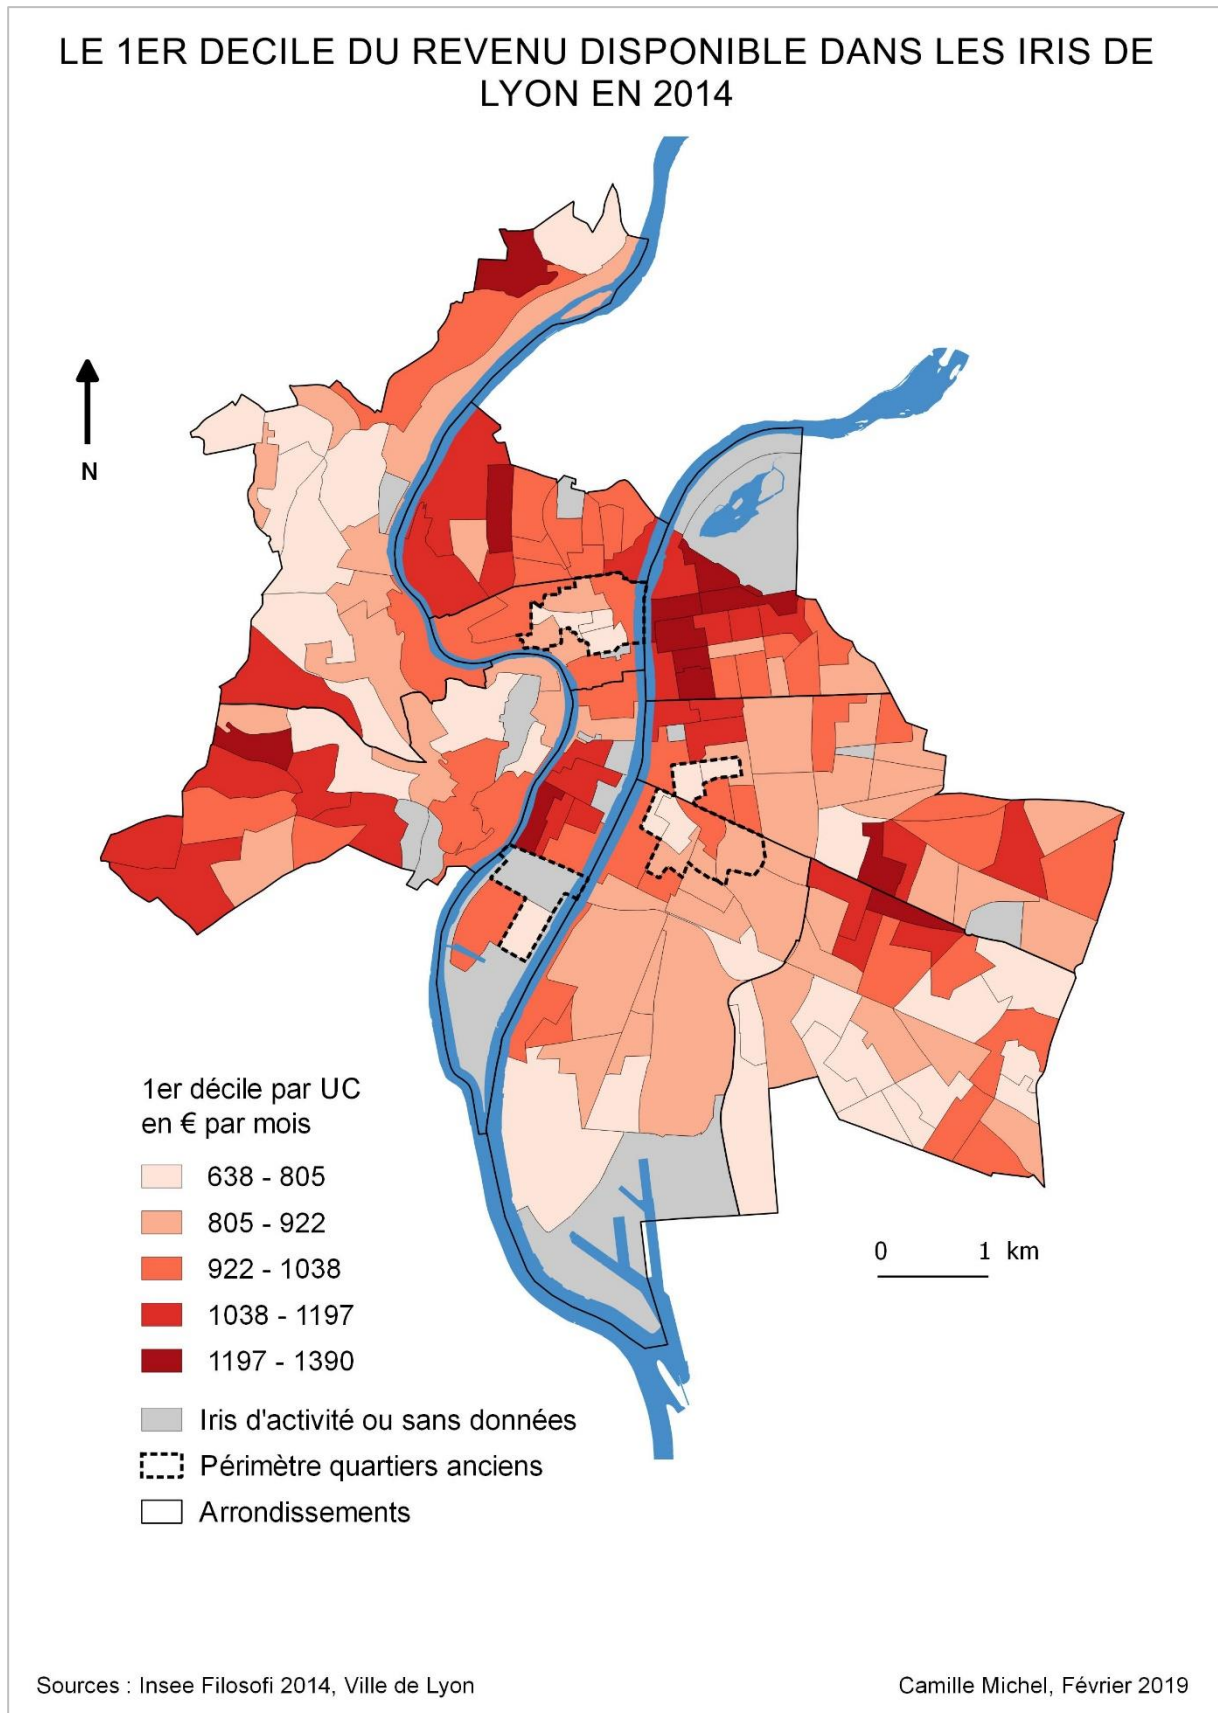 LE 1ER DECILE DU REVENU DISPONIBLE DANS LES IRIS DE
LYON EN 2014
N
1er décile par UC
en € par mois
638 - 805
805 - 922
922 - 1038
1038 - 1197
1197 - 1390
Iris d'activité ou sans données
Périmètre quartiers anciens
Arrondissements
0 1 km
Sources : Insee Filosofi 2014, Ville de Lyon
Camille Michel, Février 2019